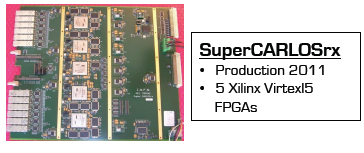 SuperCARLOSrx
• Production 2011
• 5 Xilinx VirtexI5
FPGAs